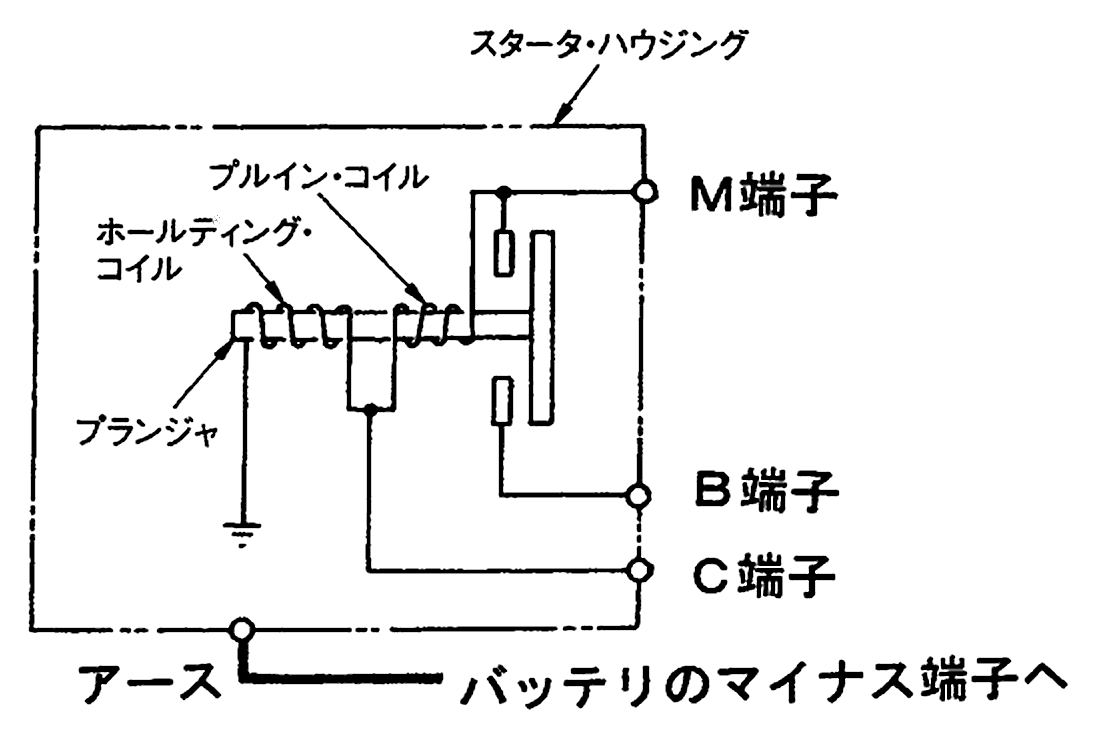 スタータ・ハウジング
プルイン・コイル
M端子
ホールディング・
コイル
プランジャ
B端子
C端子
アース
バッテリのマイナス端子へ